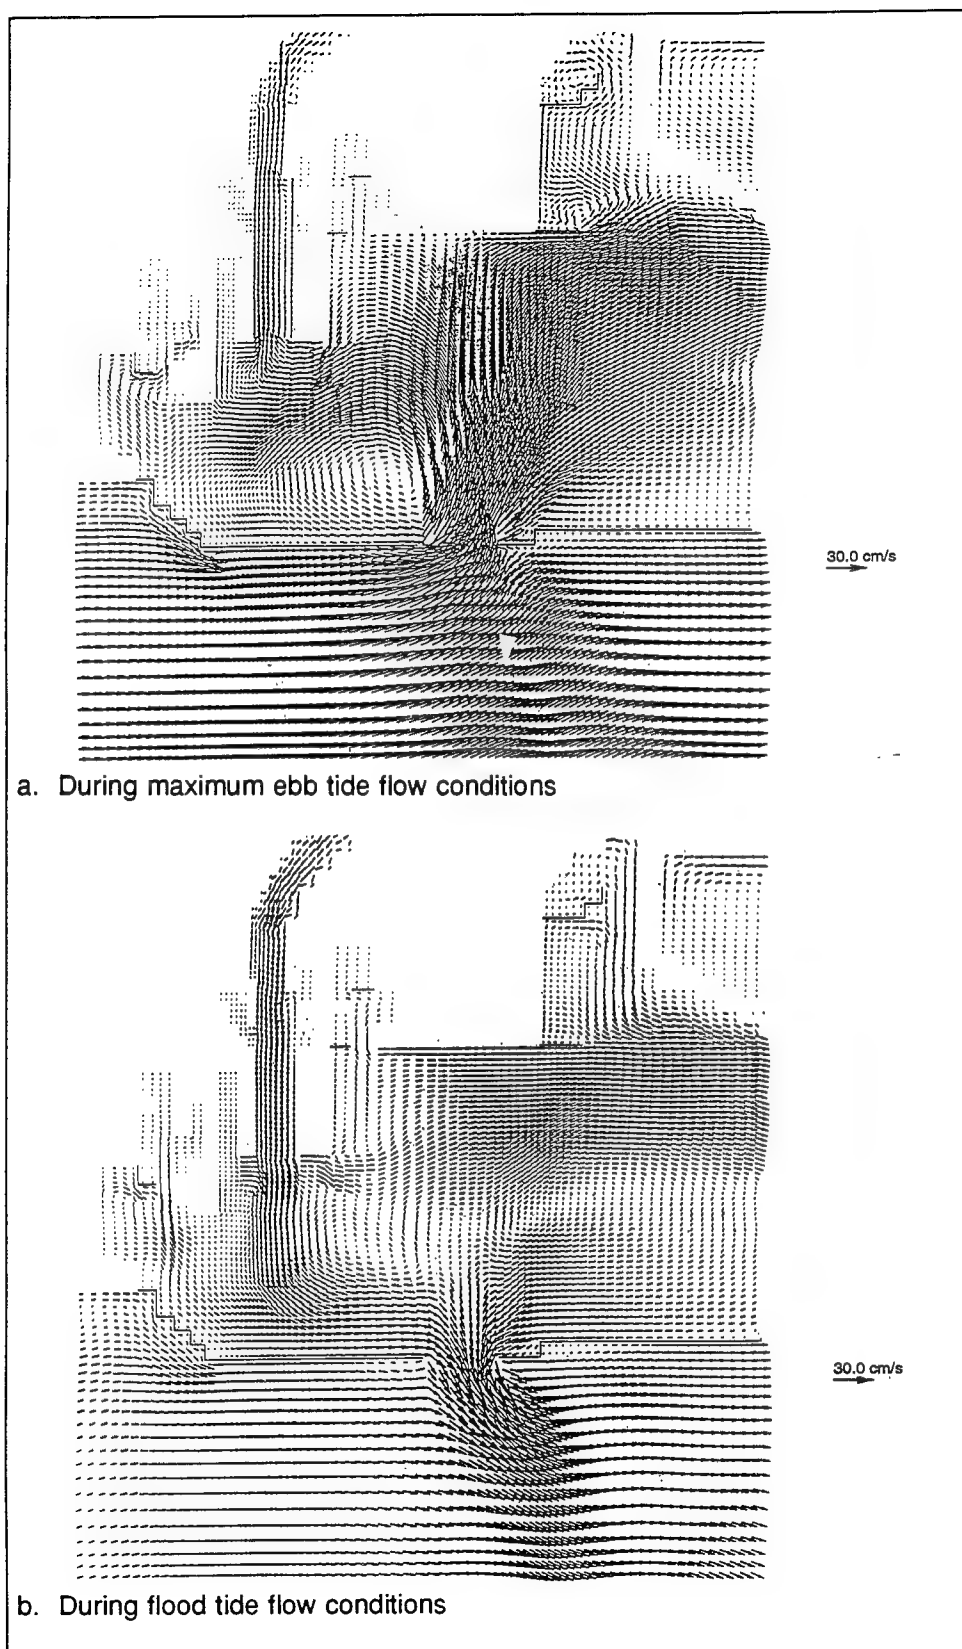 30.0 cm/s
a. During maximum ebb tide flow conditions
30.0 cm/s
b. During flood tide flow conditions